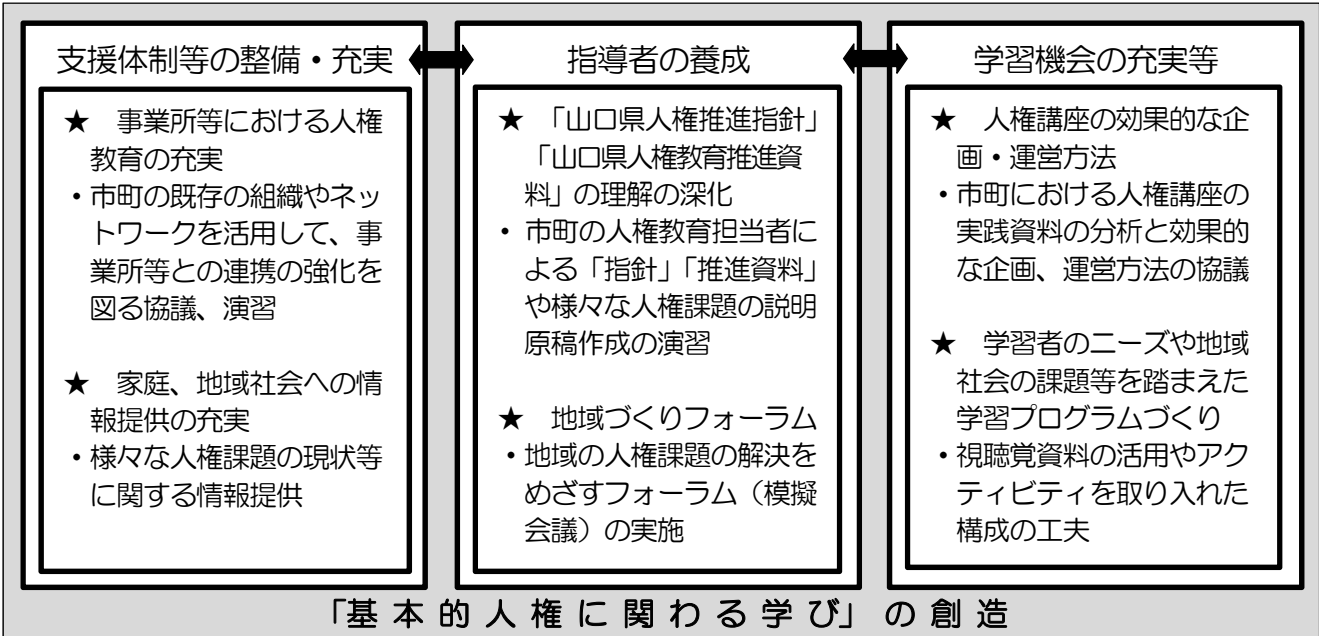 支援体制等の整備・充実
★ 事業所等における人権
教育の充実
・市町の既存の組織やネッ
トワークを活用して、事
業所等との連携の強化を
図る協議、演習
★ 家庭、地域社会への情
報提供の充実
・様々な人権課題の現状等
に関する情報提供
指導者の養成
★ 「山口県人権推進指針」
「山口県人権教育推進資
料」の理解の深化
・ 市町の人権教育担当者に
よる「指針」「推進資料」
や様々な人権課題の説明
原稿作成の演習
★ 地域づくりフォーラム
・地域の人権課題の解決を
めざすフォーラム（模擬
会議）の実施
学習機会の充実等
★ 人権講座の効果的な企
画・運営方法
・市町における人権講座の
実践資料の分析と効果的
な企画、運営方法の協議
★ 学習者のニーズや地域
社会の課題等を踏まえた
学習プログラムづくり
・視聴覚資料の活用やアク
ティビティを取り入れた
構成の工夫
「基本的人権に関わる学び」の創造